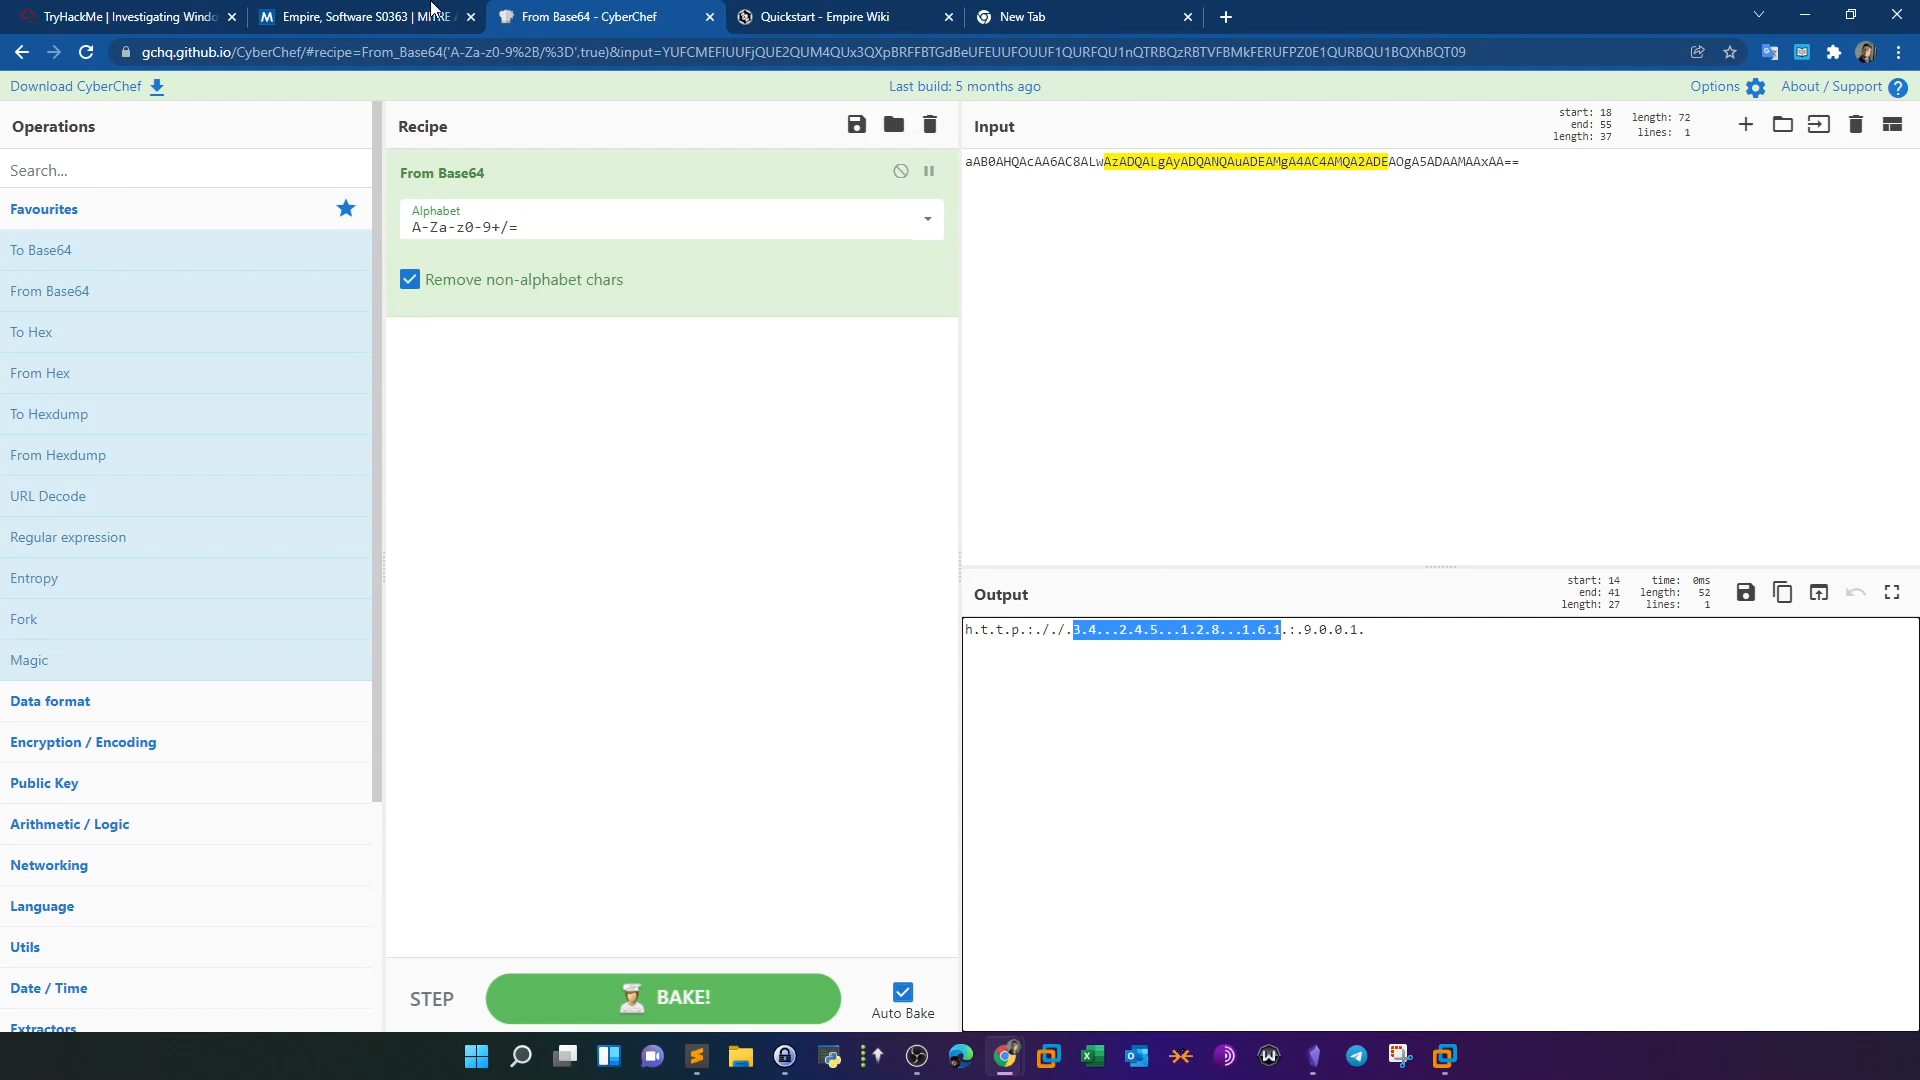 TryHackMe | Investigating Windo
Empire, Software S0363 | MITRE
From Base64 - CyberChef
Quickstart - Empire Wiki
New Tab
gchq.github.io/CyberChef/#recipe=From_Base64('A-Za-z0-9%2B/%3D',true)&input=YUFCMEFIUUFjQUE2QUM4QUx3QXpBRFFBTGdBeUFEUUFOUUF1QURFQU1nQTRBQzRBTVFBMkFERUFPZ0E1QURBQU1BQXhBQT09
Download CyberChef
Last build: 5 months ago
Options
About / Support
Operations
Recipe
Input
start: 18
end: 55
length: 37
length: 72
lines: 1
Search...
aAB0AHQAcAA6AC8ALwAzADQALgAyADQANQAuADEAMgA4AC4AMQA2ADEAOgA5ADAAMAAxAA==
From Base64
Alphabet
A-Za-z0-9+/=
Remove non-alphabet chars
Favourites
To Base64
From Base64
To Hex
From Hex
To Hexdump
From Hexdump
URL Decode
Regular expression
Entropy
Fork
Magic
Data format
Encryption / Encoding
Public Key
Arithmetic / Logic
Networking
Language
Utils
Date / Time
Extractors
Output
start: 14
end: 41
length: 27
time: 0ms
length: 52
lines: 1
h.t.t.p.:././.3.4...2.4.5...1.2.8...1.6.1.:.9.0.0.1.
STEP
BAKE!
Auto Bake